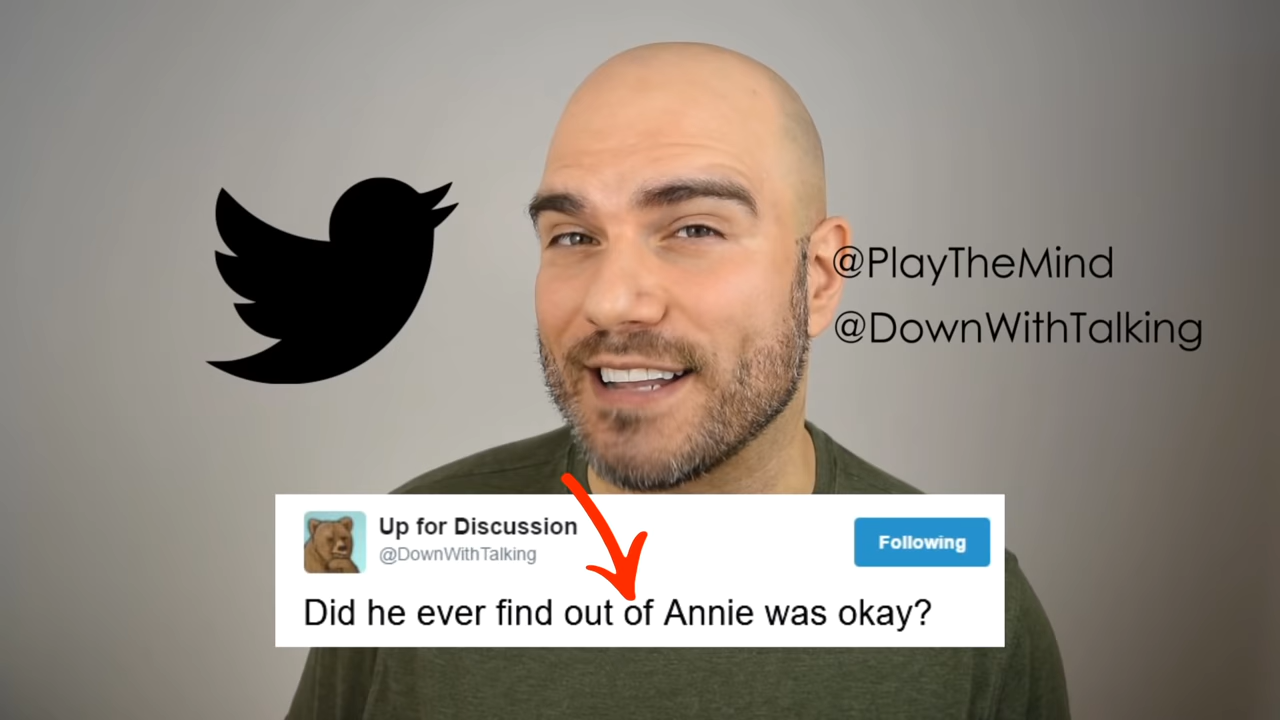 @PlayTheMind
@DownWithTalking
Up for Discussion
@DownWithTalking
Following
Did he ever find out of Annie was okay?